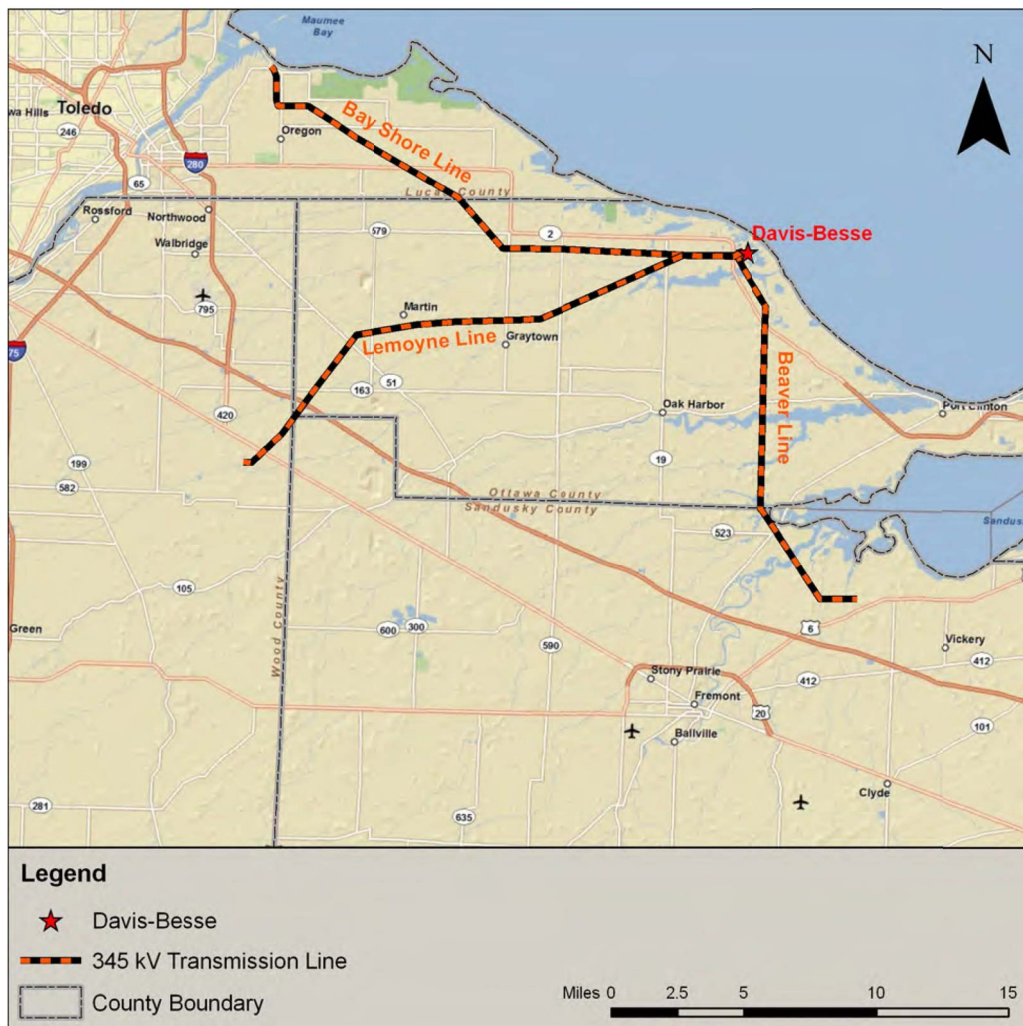 Maumee
Bay
N
Toledo
wa Hills
246
Oregon
Bay Shore Line
280
65
Lucas County
Rossford
Northwood
579
2
Davis-Besse
Walbridge
795
Martin
Lemoyne Line
Graytown
75
51
163
Beaver Line
420
Oak Harbor
Port Clinton
199
582
19
Ottawa County
Sandusky County
523
Sandus
105
Wood County
Green
600
300
590
6
Vickery
412
Stony Prairie
412
Fremont
20
101
Ballville
Clyde
281
635
Legend
Davis-Besse
345 kV Transmission Line
County Boundary
Miles 0 2.5 5 10 15